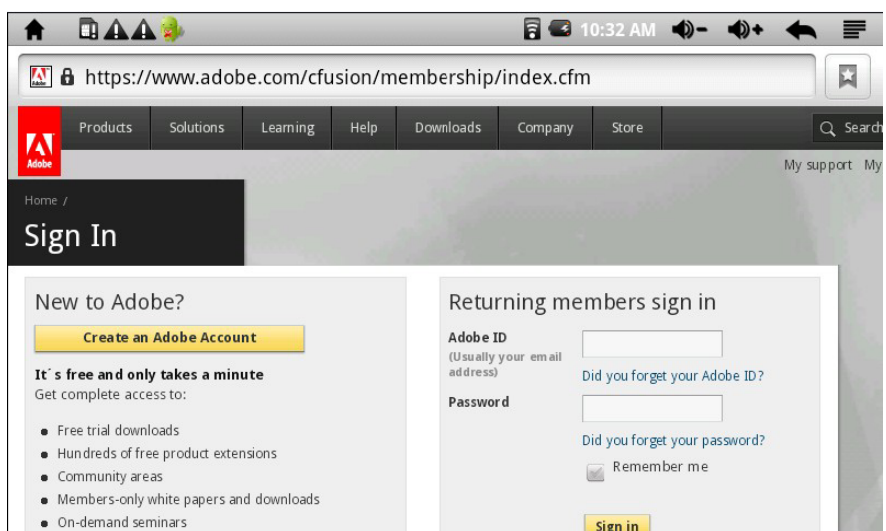 10:32 AM
https://www.adobe.com/cfusion/membership/index.cfm
Adobe
Products Solutions Learning Help Downloads Company Store Search
My support My
Home /
Sign In
New to Adobe?
Create an Adobe Account
It´s free and only takes a minute
Get complete access to:
Free trial downloads
Hundreds of free product extensions
Community areas
Members-only white papers and downloads
On-demand seminars
Returning members sign in
Adobe ID
(Usually your email
address)
Did you forget your Adobe ID?
Password
Did you forget your password?
Remember me
Sign in